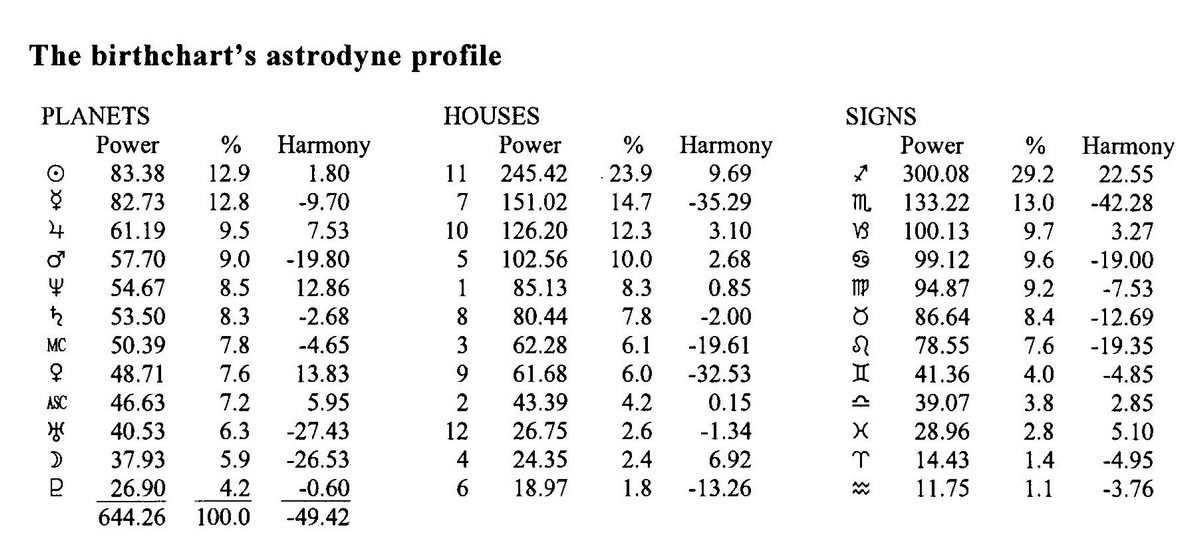 The birthchart's astrodyne profile
PLANETS HOUSES SIGNS
Power % Harmony Power % Harmony Power % Harmony
☉ 83.38 12.9 1.80 11 245.42 23.9 9.69 ♐ 300.08 29.2 22.55
☿ 82.73 12.8 -9.70 7 151.02 14.7 -35.29 ♏ 133.22 13.0 -42.28
♃ 61.19 9.5 7.53 10 126.20 12.3 3.10 ♑ 100.13 9.7 3.27
♂ 57.70 9.0 -19.80 5 102.56 10.0 2.68 ♋ 99.12 9.6 -19.00
♆ 54.67 8.5 12.86 1 85.13 8.3 0.85 ♍ 94.87 9.2 -7.53
♄ 53.50 8.3 -2.68 8 80.44 7.8 -2.00 ♉ 86.64 8.4 -12.69
MC 50.39 7.8 -4.65 3 62.28 6.1 -19.61 ♌ 78.55 7.6 -19.35
♀ 48.71 7.6 13.83 9 61.68 6.0 -32.53 ♊ 41.36 4.0 -4.85
ASC 46.63 7.2 5.95 2 43.39 4.2 0.15 ♎ 39.07 3.8 2.85
♅ 40.53 6.3 -27.43 12 26.75 2.6 -1.34 ♓ 28.96 2.8 5.10
☽ 37.93 5.9 -26.53 4 24.35 2.4 6.92 ♈ 14.43 1.4 -4.95
♇ 26.90 4.2 -0.60 6 18.97 1.8 -13.26 ♒ 11.75 1.1 -3.76
644.26 100.0 -49.42